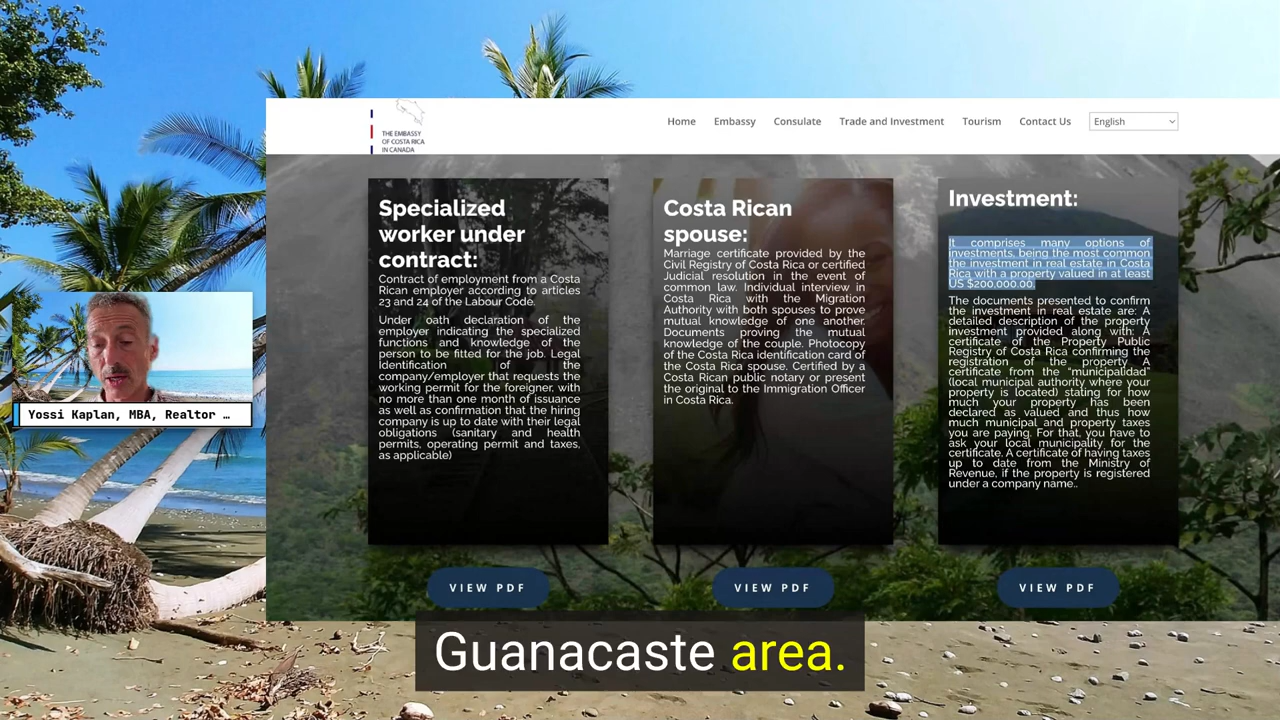 THE EMBASSY
OF COSTA RICA
IN CANADA
Home
Embassy
Consulate
Trade and Investment
Tourism
Contact Us
English
Specialized
worker under
contract:
Contract of employment from a Costa
Rican employer according to articles
23 and 24 of the Labour Code.
Under oath declaration of the
employer indicating the specialized
functions and knowledge of the
person to be fitted for the job. Legal
Identification of the
company/employer that requests the
working permit for the foreigner, with
no more than one month of issuance
as well as confirmation that the hiring
company is up to date with their legal
obligations (sanitary and health
permits, operating permit and taxes,
as applicable)
VIEW PDF
Costa Rican
spouse:
Marriage certificate provided by the
Civil Registry of Costa Rica or certified
Judicial resolution in the event of
common law. Individual interview in
Costa Rica with the Migration
Authority with both spouses to prove
mutual knowledge of one another.
Documents proving the mutual
knowledge of the couple. Photocopy
of the Costa Rica identification card of
the Costa Rica spouse. Certified by a
Costa Rican public notary or present
the original to the Immigration Officer
in Costa Rica.
VIEW PDF
Investment:
It comprises many options of
investments, being the most common
the investment in real estate in Costa
Rica with a property valued in at least
US $200.000.00.
The documents presented to confirm
the investment in real estate are: A
detailed description of the property
investment provided along with: A
certificate of the Property Public
Registry of Costa Rica confirming the
registration of the property A
certificate from the “municipalidad”
(local municipal authority where your
property is located) stating for how
much your property has been
declared as valued and thus how
much municipal and property taxes
you are paying. For that, you have to
ask your local municipality for the
certificate. A certificate of having taxes
up to date from the Ministry of
Revenue, if the property is registered
under a company name..
VIEW PDF
Yossi Kaplan, MBA, Realtor …
Guanacaste area.